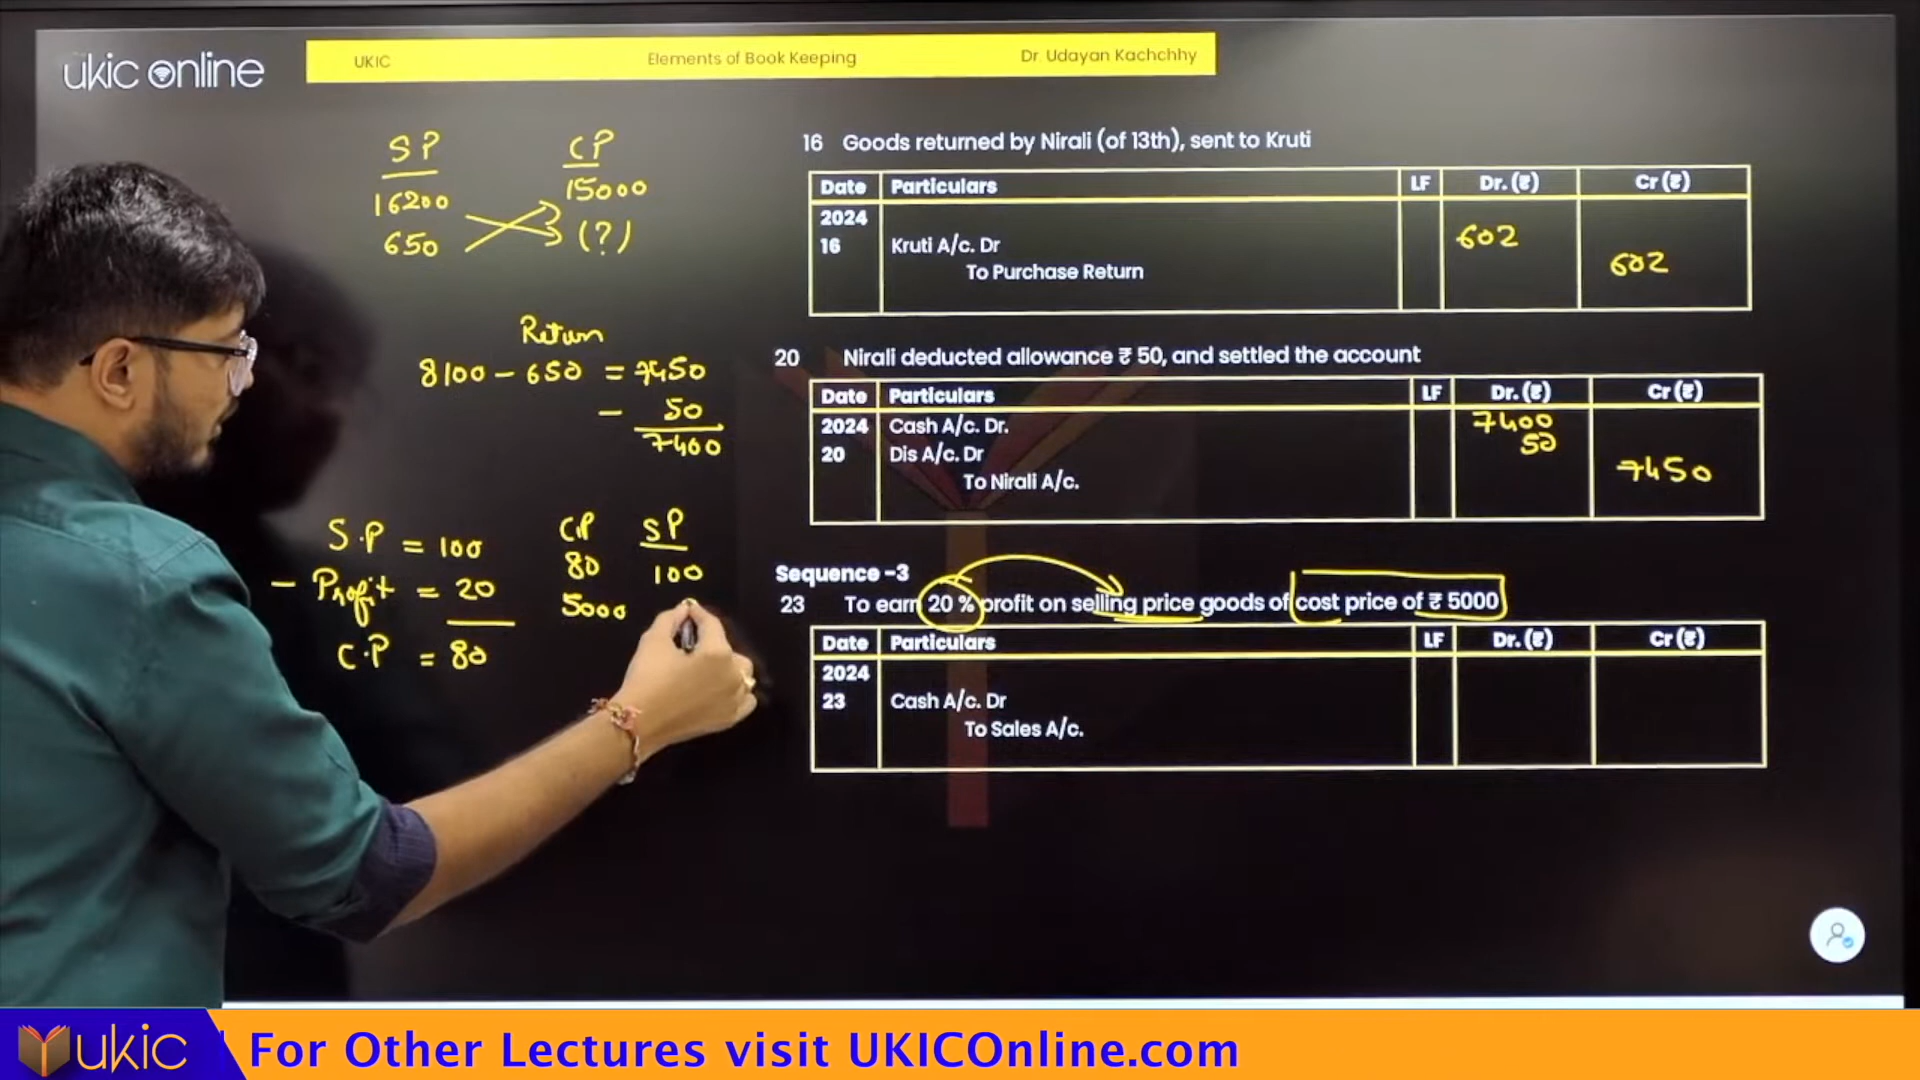 ukic online
UKIC Elements of Book Keeping Dr. Udayan Kachchhy
SP CP
16200 15000
650 (?)
Return
8100 - 650 = 7450
- 50
7400
S.P = 100
- Profit = 20
C.P = 80
CP SP
80 100
5000
16 Goods returned by Nirali (of 13th), sent to Kruti
Date Particulars LF Dr. (₹) Cr (₹)
2024
16 Kruti A/c. Dr 602
To Purchase Return 602
20 Nirali deducted allowance ₹ 50, and settled the account
Date Particulars LF Dr. (₹) Cr (₹)
2024 Cash A/c. Dr. 7400
20 Dis A/c. Dr 50
To Nirali A/c. 7450
Sequence -3
23 To earn 20 % profit on selling price goods of cost price of ₹ 5000
Date Particulars LF Dr. (₹) Cr (₹)
2024
23 Cash A/c. Dr
To Sales A/c.
ukic For Other Lectures visit UKICOnline.com